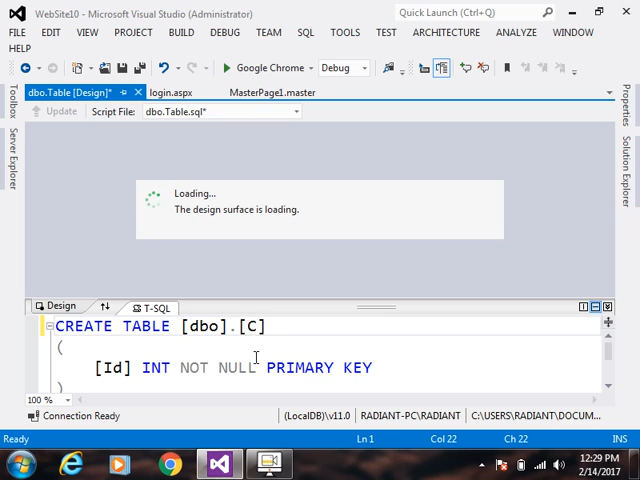 WebSite10 - Microsoft Visual Studio (Administrator)
Quick Launch (Ctrl+Q)
FILE EDIT VIEW PROJECT BUILD DEBUG TEAM SQL TOOLS TEST ARCHITECTURE ANALYZE WINDOW
HELP
Google Chrome Debug
dbo.Table [Design]* login.aspx MasterPage1.master
Update Script File: dbo.Table.sql*
Toolbox
Server Explorer
Properties
Solution Explorer
Loading...
The design surface is loading.
Design T-SQL
CREATE TABLE [dbo].[C]
(
[Id] INT NOT NULL PRIMARY KEY
)
100 %
Connection Ready (LocalDB)\v11.0 RADIANT-PC\RADIANT C:\USERS\RADIANT\DOCUM...
Ready Ln 1 Col 22 Ch 22 INS
12:29 PM
2/14/2017